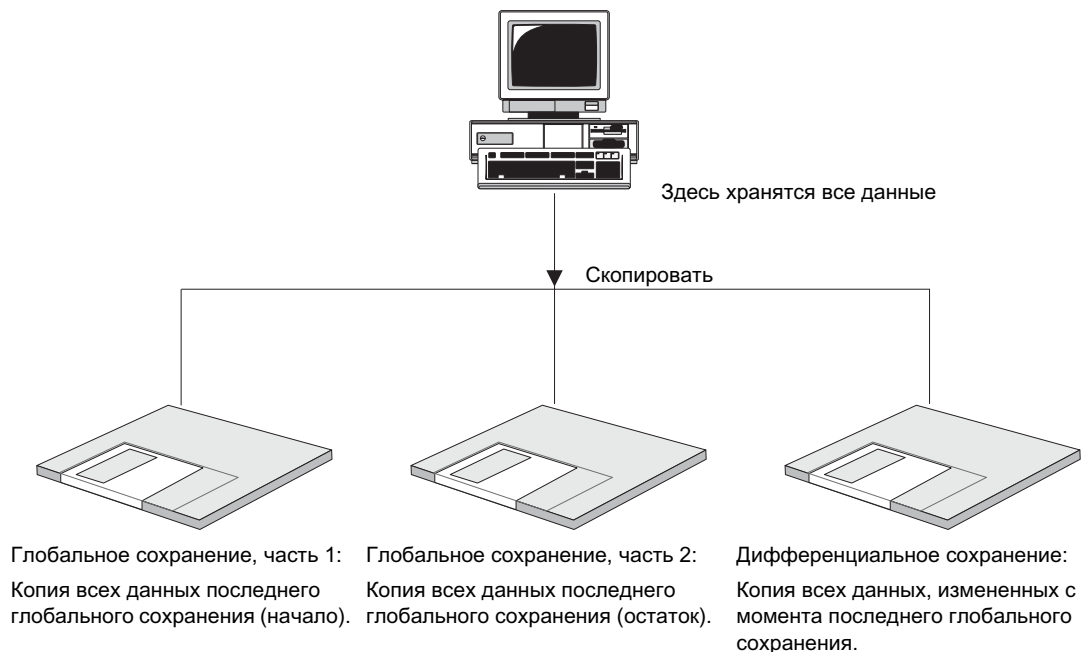 Здесь хранятся все данные
Скопировать
Глобальное сохранение, часть 1:
Копия всех данных последнего
глобального сохранения (начало).
Глобальное сохранение, часть 2:
Копия всех данных последнего
глобального сохранения (остаток).
Дифференциальное сохранение:
Копия всех данных, измененных с
момента последнего глобального
сохранения.